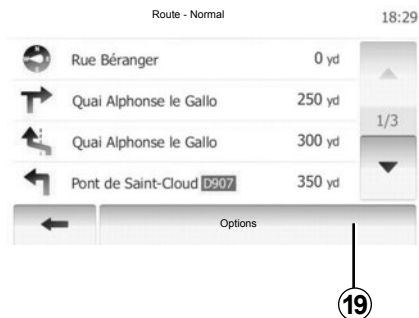 Route - Normal 18:29
Rue Béranger 0 yd
Quai Alphonse le Gallo 250 yd
1/3
Quai Alphonse le Gallo 300 yd
Pont de Saint-Cloud D907 350 yd
Options
19